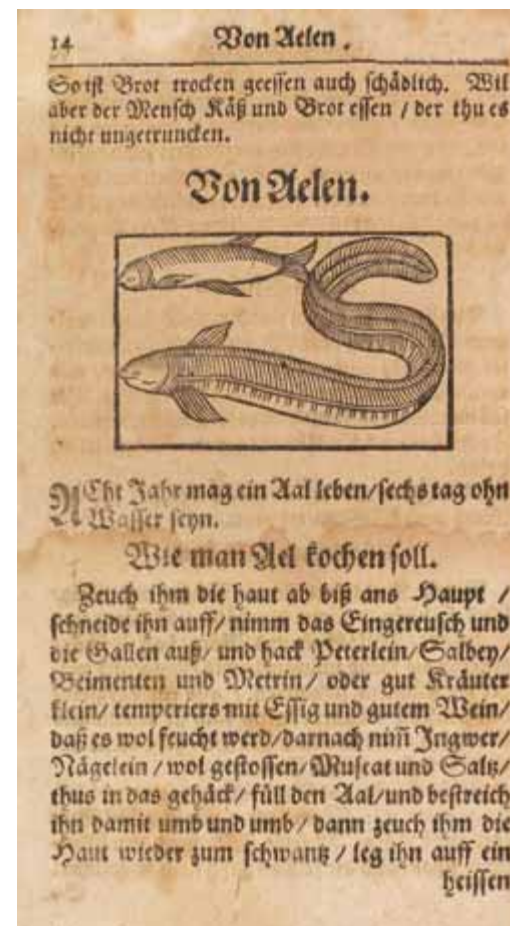 14 Von Aelen.
So ist Brot trocken geessen auch schädlich. Wil
aber der Mensch Käß und Brot essen / der thu es
nicht ungetruncken.
Von Aelen.
ACht Jahr mag ein Aal leben/sechs tag ohn
Wasser seyn.
Wie man Ael kochen soll.
Zeuch ihm die haut ab biß ans Haupt /
schneide ihn auff/ nimm das Eingereusch und
die Gallen auß/ und hack Peterlein/Salbey/
Beimenten und Metrin/ oder gut Kräuter
klein/ temperiers mit Essig und gutem Wein/
daß es wol feucht werd/darnach nim̃ Ingwer/
Nägelein / wol gestossen/Muscat und Saltz/
thus in das gehäck/ füll den Aal/und bestreich
ihn damit umb und umb/ dann zeuch ihm die
Haut wieder zum schwantz / leg ihn auff ein
heissen